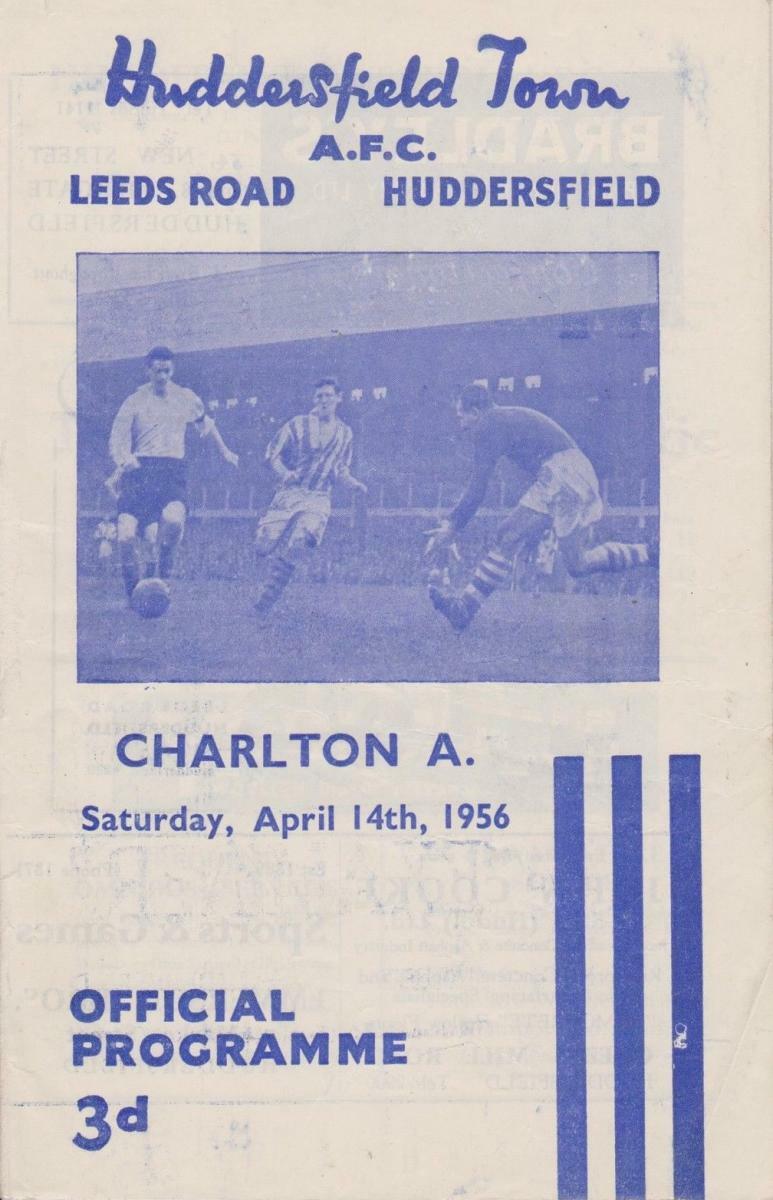 Huddersfield Town
A.F.C.
LEEDS ROAD HUDDERSFIELD
CHARLTON A.
Saturday, April 14th, 1956
OFFICIAL
PROGRAMME
3d